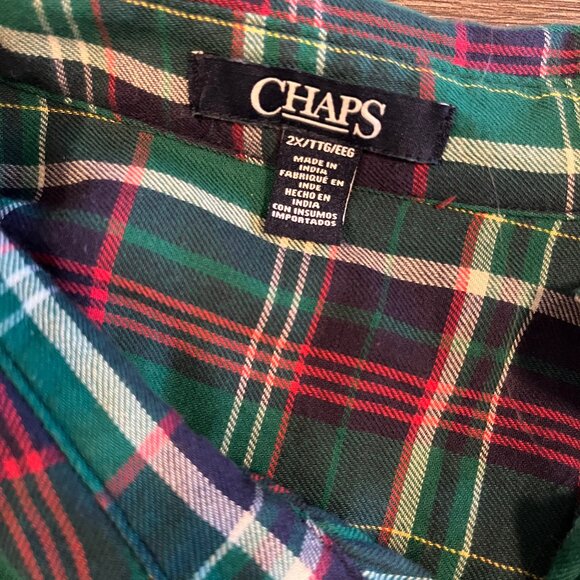 CHAPS
2X/TTG/EEG
MADE IN
INDIA
FABRIQUÉ EN
INDE
HECHO EN
INDIA
CON INSUMOS
IMPORTADOS